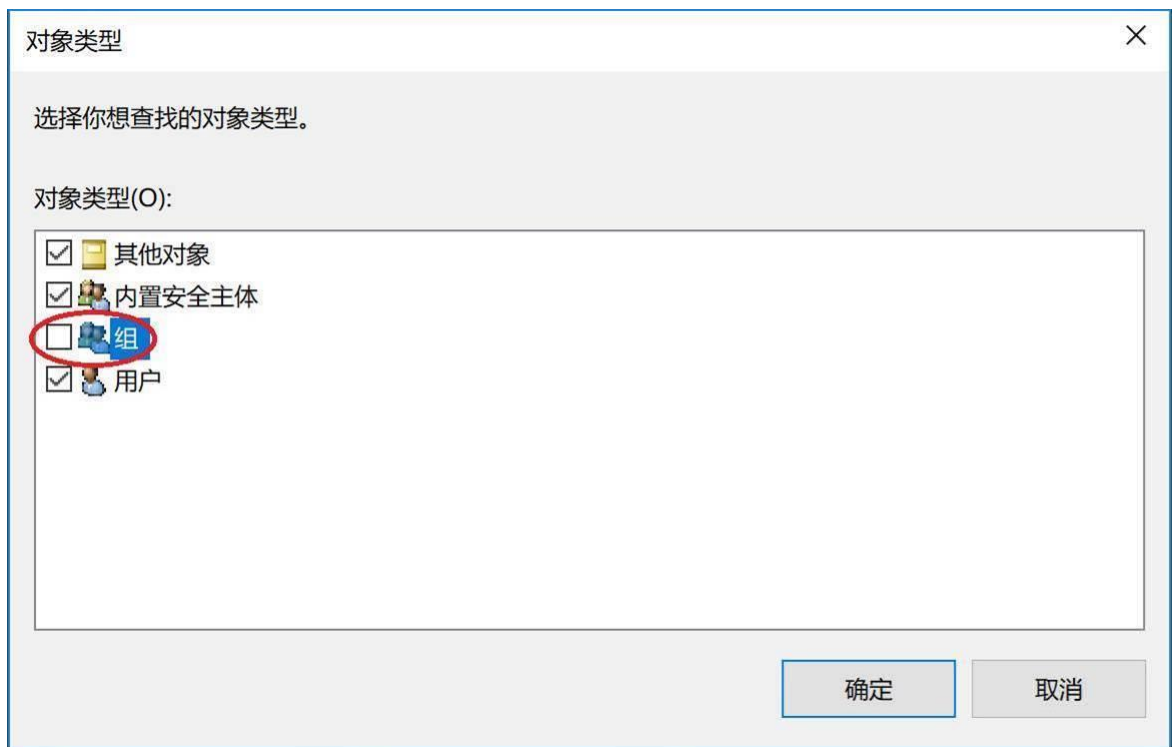 对象类型
选择你想查找的对象类型。
对象类型(O):
其他对象
内置安全主体
组
用户
确定
取消